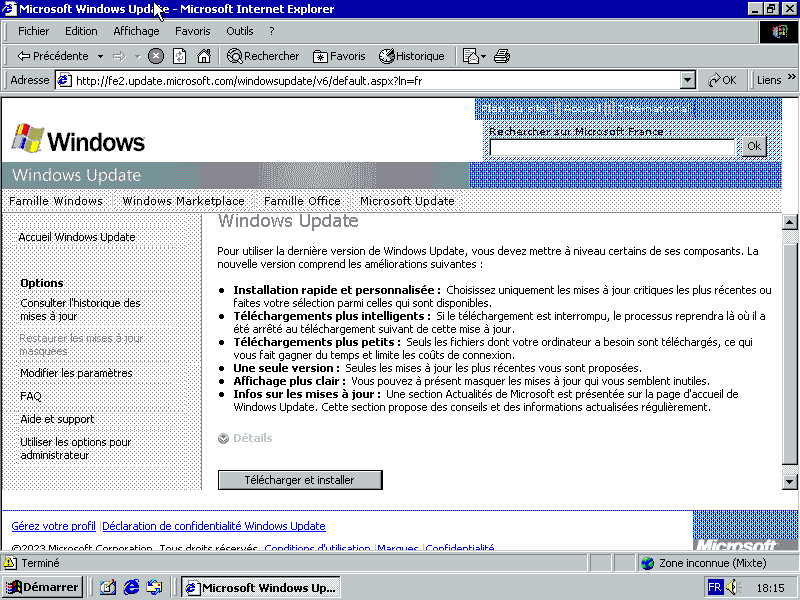 Microsoft Windows Update - Microsoft Internet Explorer
Fichier Edition Affichage Favoris Outils ?
Précédente Rechercher Favoris Historique
Adresse http://fe2.update.microsoft.com/windowsupdate/v6/default.aspx?ln=fr OK Liens »
Plan du site | Accueil | International
Rechercher sur Microsoft France :
Windows
Ok
Windows Update
Famille Windows Windows Marketplace Famille Office Microsoft Update
Accueil Windows Update
Options
Consulter l'historique des
mises à jour
Restaurer les mises à jour
masquées
Modifier les paramètres
FAQ
Aide et support
Utiliser les options pour
administrateur
Windows Update
Pour utiliser la dernière version de Windows Update, vous devez mettre à niveau certains de ses composants. La
nouvelle version comprend les améliorations suivantes :
• Installation rapide et personnalisée : Choisissez uniquement les mises à jour critiques les plus récentes ou
faites votre sélection parmi celles qui sont disponibles.
• Téléchargements plus intelligents : Si le téléchargement est interrompu, le processus reprendra là où il a
été arrêté au téléchargement suivant de cette mise à jour.
• Téléchargements plus petits : Seuls les fichiers dont votre ordinateur a besoin sont téléchargés, ce qui
vous fait gagner du temps et limite les coûts de connexion.
• Une seule version : Seules les mises à jour les plus récentes vous sont proposées.
• Affichage plus clair : Vous pouvez à présent masquer les mises à jour qui vous semblent inutiles.
• Infos sur les mises à jour : Une section Actualités de Microsoft est présentée sur la page d'accueil de
Windows Update. Cette section propose des conseils et des informations actualisées régulièrement.
Détails
Télécharger et installer
Gérez votre profil |Déclaration de confidentialité Windows Update
©2023 Microsoft Corporation. Tous droits réservés. Conditions d'utilisation |Marques |Confidentialité
Microsoft
Terminé Zone inconnue (Mixte)
Démarrer Microsoft Windows Up... FR 18:15